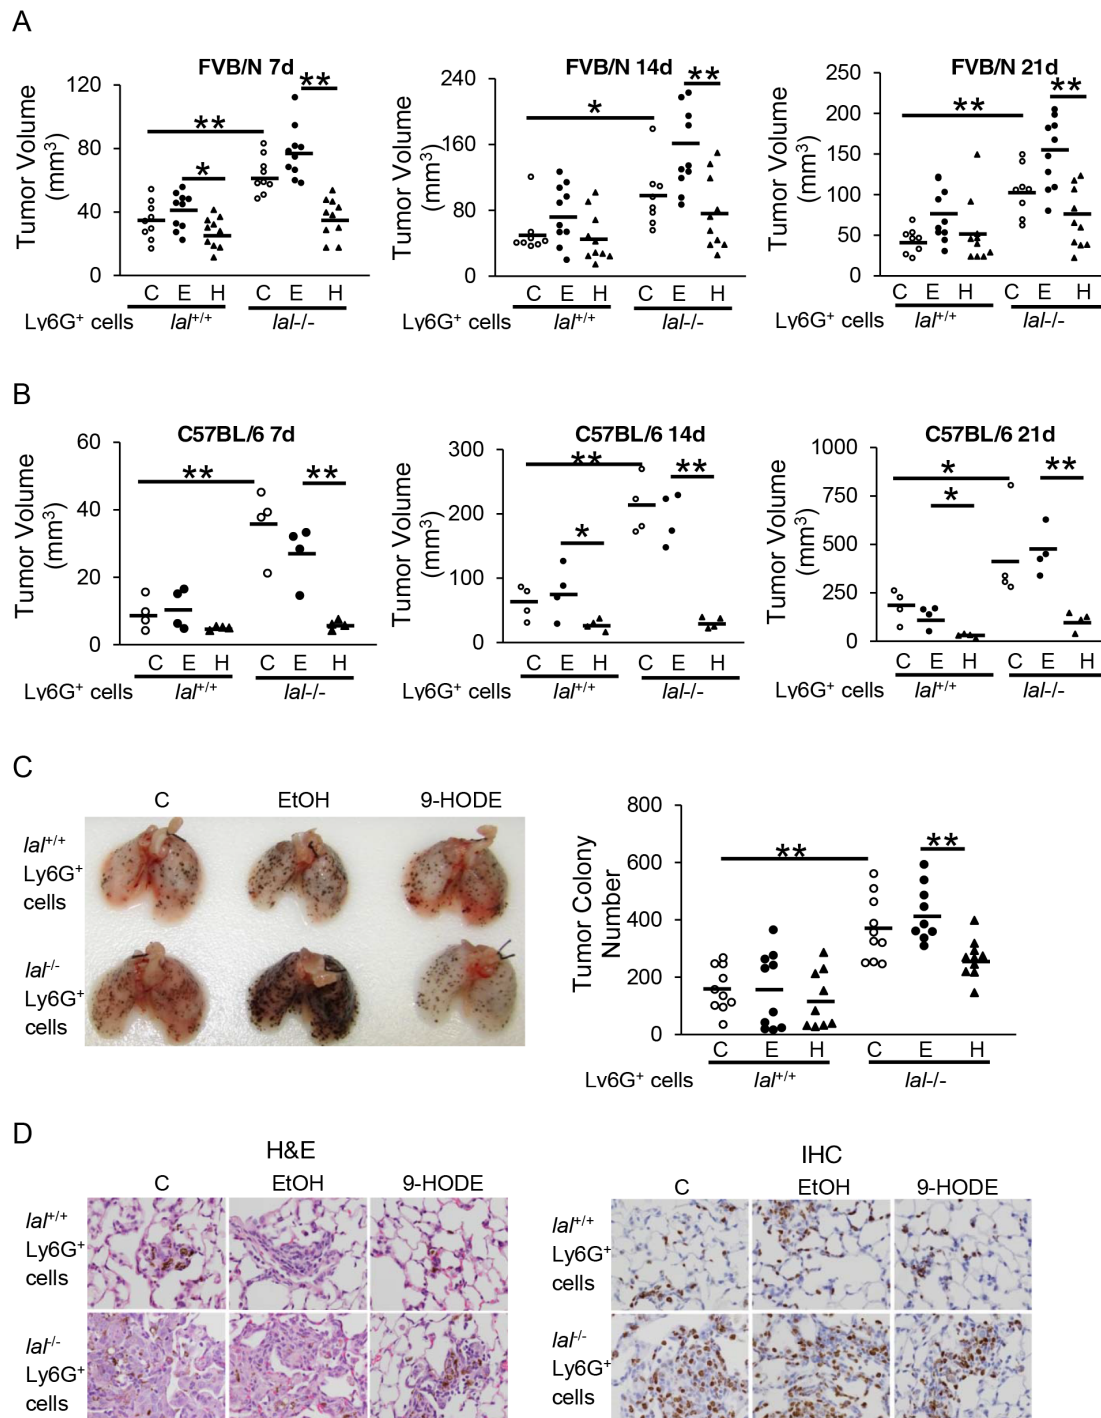 A
FVB/N 7d
FVB/N 14d
FVB/N 21d
Tumor Volume
(mm³)
120
80
40
0
**
*
**
C E H C E H
Ly6G⁺ cells lal⁺/⁺ lal-/-
Tumor Volume
(mm³)
240
160
80
0
*
**
C E H C E H
Ly6G⁺ cells lal⁺/⁺ lal-/-
Tumor Volume
(mm³)
250
200
150
100
50
0
**
**
C E H C E H
Ly6G⁺ cells lal⁺/⁺ lal-/-
B
C57BL/6 7d
C57BL/6 14d
C57BL/6 21d
Tumor Volume
(mm³)
60
40
20
0
**
**
C E H C E H
Ly6G⁺ cells lal⁺/⁺ lal-/-
Tumor Volume
(mm³)
300
200
100
0
**
*
**
C E H C E H
Ly6G⁺ cells lal⁺/⁺ lal-/-
Tumor Volume
(mm³)
1000
750
500
250
0
*
*
**
C E H C E H
Ly6G⁺ cells lal⁺/⁺ lal-/-
C
C EtOH 9-HODE
lal⁺/⁺
Ly6G⁺
cells
lal⁻/⁻
Ly6G⁺
cells
Tumor Colony
Number
800
600
400
200
0
**
**
C E H C E H
Ly6G⁺ cells lal⁺/⁺ lal-/-
D
H&E
C EtOH 9-HODE
lal⁺/⁺
Ly6G⁺
cells
lal⁻/⁻
Ly6G⁺
cells
IHC
C EtOH 9-HODE
lal⁺/⁺
Ly6G⁺
cells
lal⁻/⁻
Ly6G⁺
cells